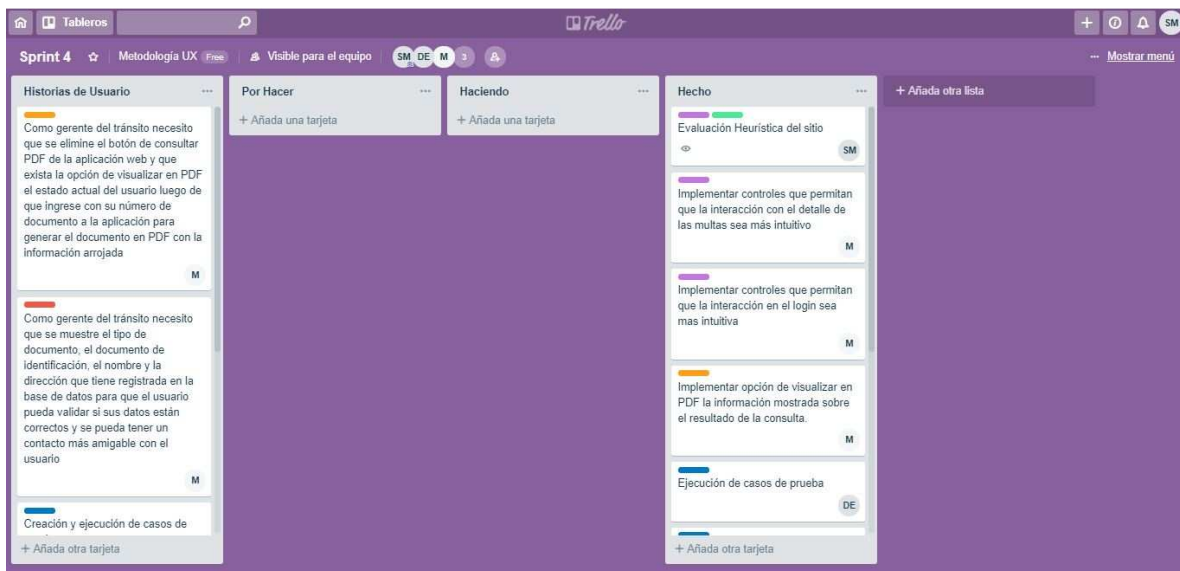 Tableros
Trello
SM
Sprint 4
Metodología UX Free
Visible para el equipo
SM DE M 3
Mostrar menú
Historias de Usuario
Como gerente del tránsito necesito
que se elimine el botón de consultar
PDF de la aplicación web y que
exista la opción de visualizar en PDF
el estado actual del usuario luego de
que ingrese con su número de
documento a la aplicación para
generar el documento en PDF con la
información arrojada
M
Como gerente del tránsito necesito
que se muestre el tipo de
documento, el documento de
identificación, el nombre y la
dirección que tiene registrada en la
base de datos para que el usuario
pueda validar si sus datos están
correctos y se pueda tener un
contacto más amigable con el
usuario
M
Creación y ejecución de casos de
+ Añada otra tarjeta
Por Hacer
+ Añada una tarjeta
Haciendo
+ Añada una tarjeta
Hecho
Evaluación Heurística del sitio
SM
Implementar controles que permitan
que la interacción con el detalle de
las multas sea más intuitivo
M
Implementar controles que permitan
que la interacción en el login sea
mas intuitiva
M
Implementar opción de visualizar en
PDF la información mostrada sobre
el resultado de la consulta.
M
Ejecución de casos de prueba
DE
+ Añada otra tarjeta
+ Añada otra lista